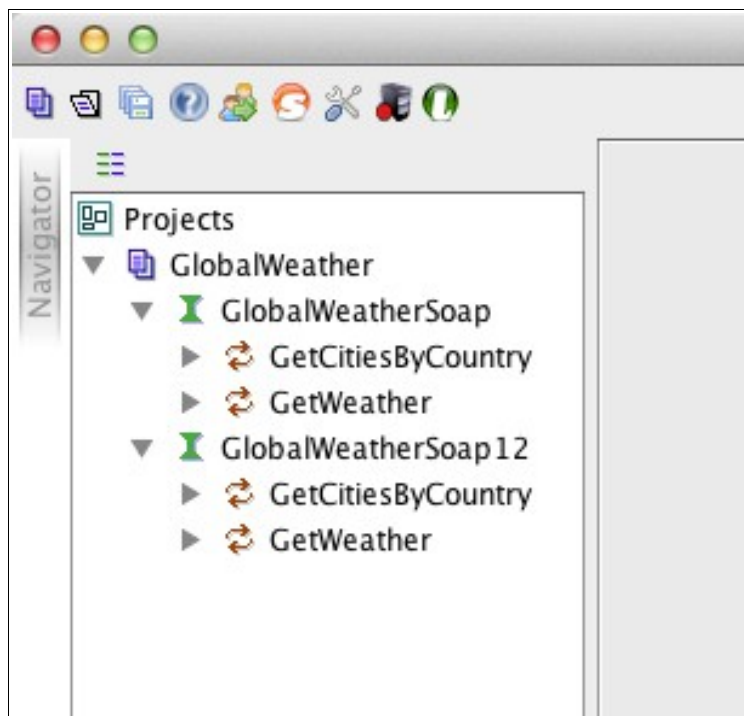 Navigator
Projects
GlobalWeather
GlobalWeatherSoap
GetCitiesByCountry
GetWeather
GlobalWeatherSoap12
GetCitiesByCountry
GetWeather